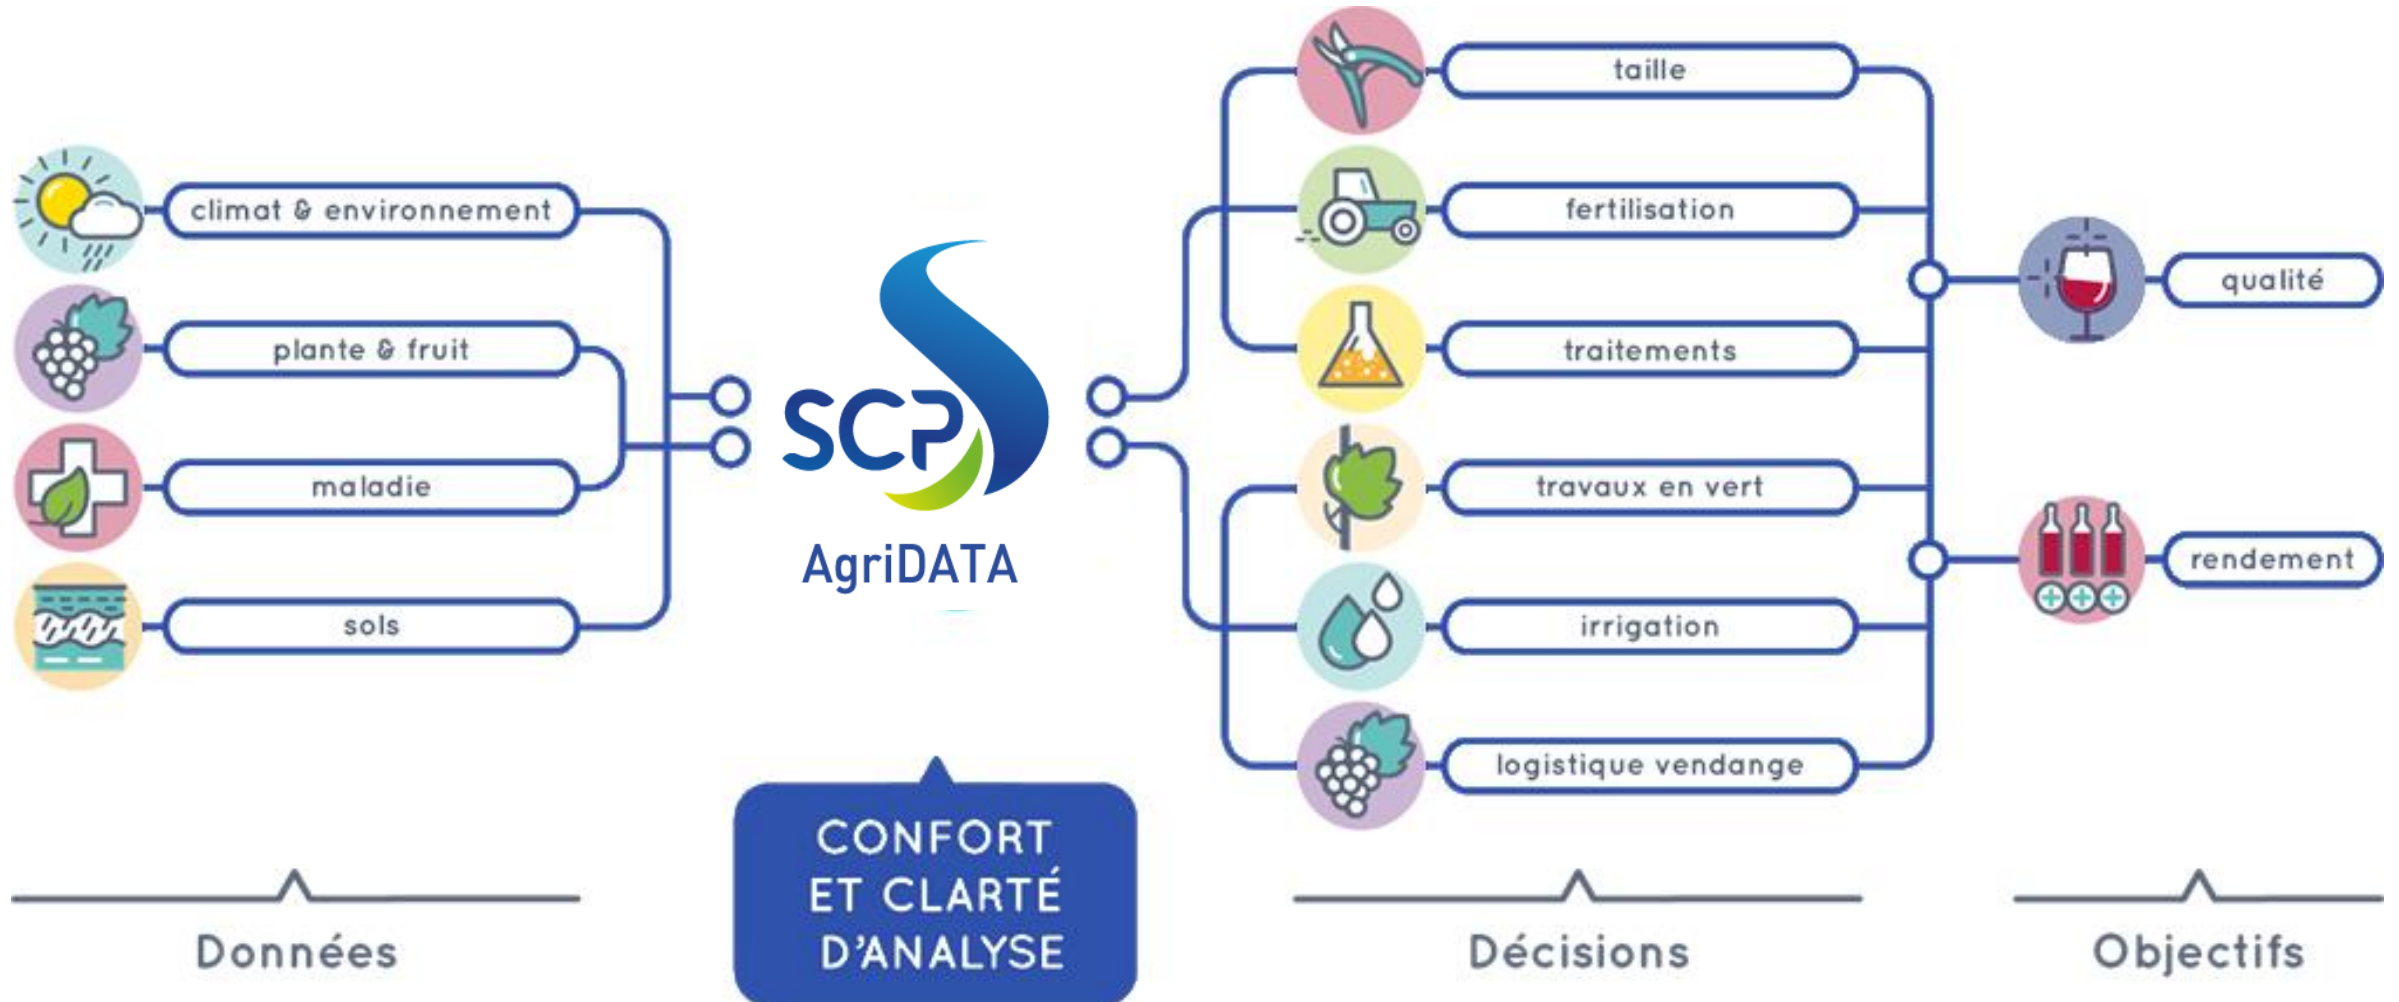 climat & environnement
plante & fruit
maladie
sols
Données
SCP
AgriDATA
CONFORT
ET CLARTÉ
D'ANALYSE
taille
fertilisation
traitements
travaux en vert
irrigation
logistique vendange
Décisions
qualité
rendement
Objectifs